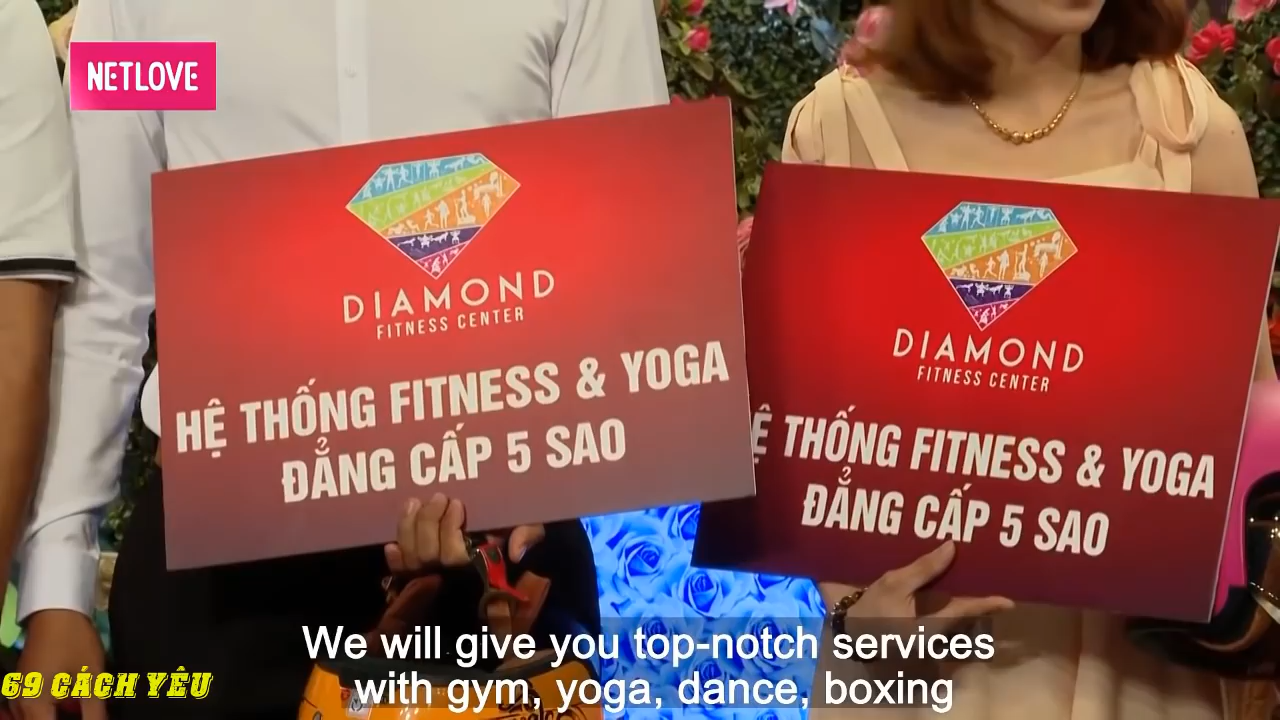 NETLOVE
DIAMOND
FITNESS CENTER
HỆ THỐNG FITNESS & YOGA
ĐẲNG CẤP 5 SAO
DIAMOND
FITNESS CENTER
HỆ THỐNG FITNESS & YOGA
ĐẲNG CẤP 5 SAO
We will give you top-notch services
with gym, yoga, dance, boxing
69 CÁCH YÊU